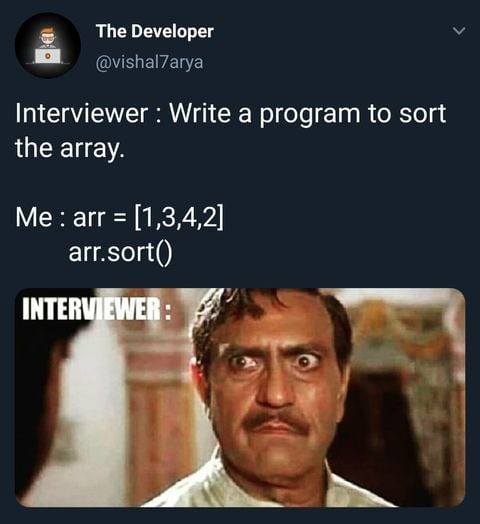 The Developer
@vishal7arya
Interviewer : Write a program to sort
the array.
Me : arr = [1,3,4,2]
arr.sort()
INTERVIEWER :